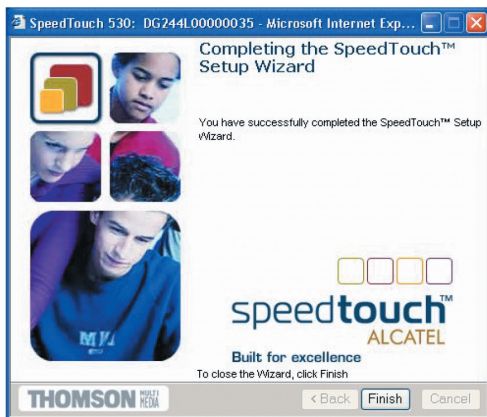 SpeedTouch 530: DG244L00000035 - Microsoft Internet Exp...
Completing the SpeedTouch™
Setup Wizard
You have successfully completed the SpeedTouch™ Setup
Wizard.
speedtouch™
ALCATEL
Built for excellence
To close the Wizard, click Finish
THOMSON MULTI MEDIA
< Back Finish Cancel